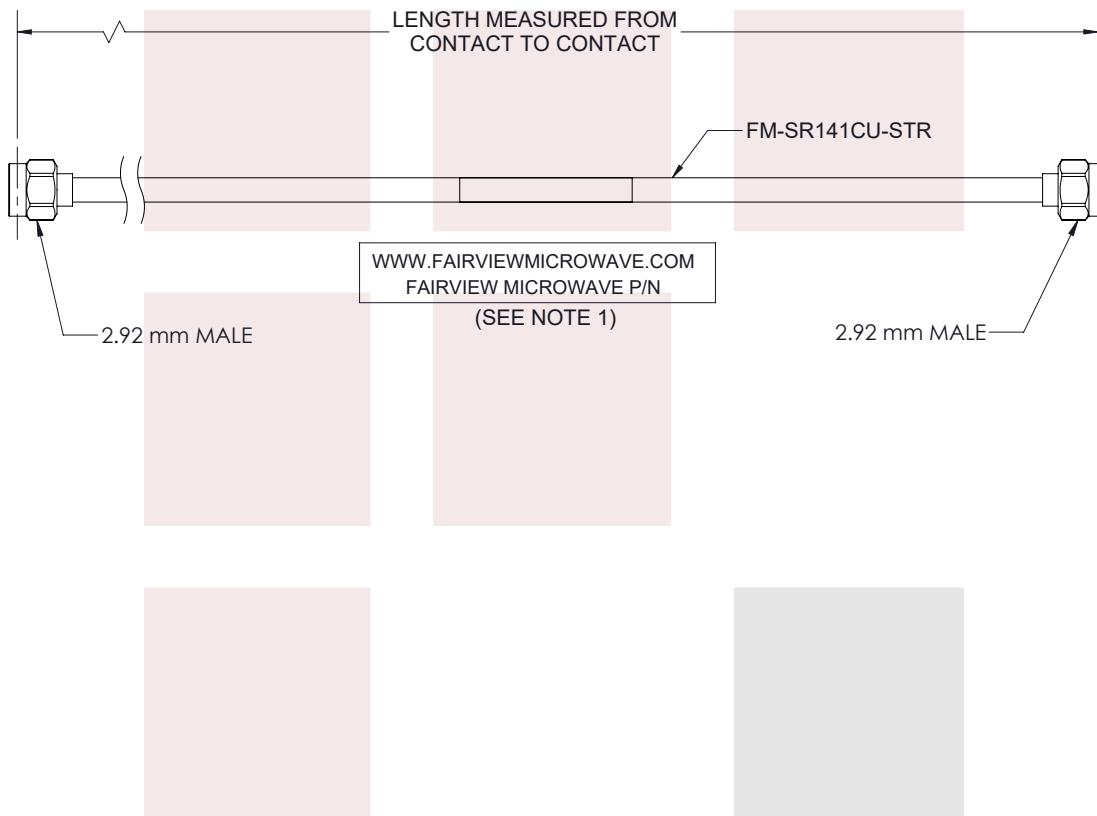 LENGTH MEASURED FROM
CONTACT TO CONTACT
FM-SR141CU-STR
WWW.FAIRVIEWMICROWAVE.COM
FAIRVIEW MICROWAVE P/N
(SEE NOTE 1)
2.92 mm MALE
2.92 mm MALE